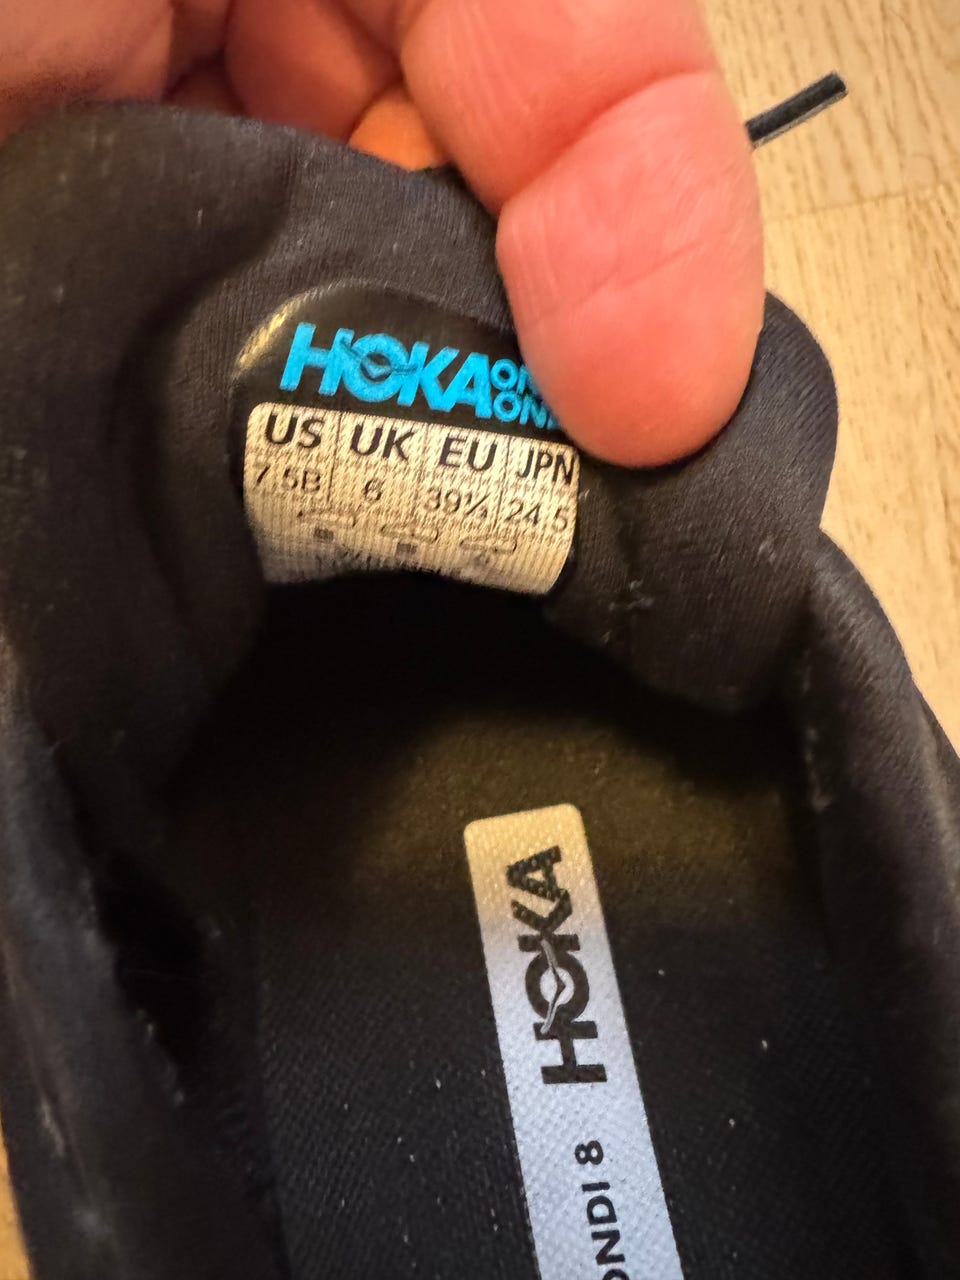 HOKA
US UK EU JPN
7.5B 6 39⅓ 24.5
HOKA
ONDI 8